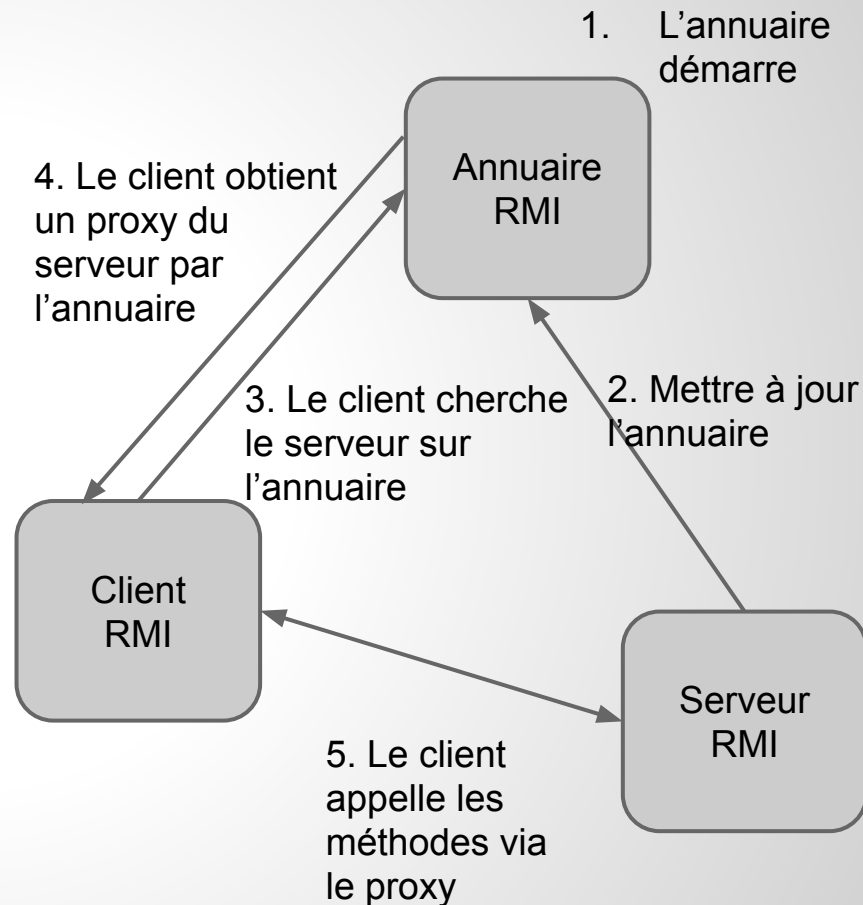 1. L’annuaire
démarre
Annuaire
RMI
4. Le client obtient
un proxy du
serveur par
l’annuaire
3. Le client cherche
le serveur sur
l’annuaire
2. Mettre à jour
l’annuaire
Client
RMI
Serveur
RMI
5. Le client
appelle les
méthodes via
le proxy